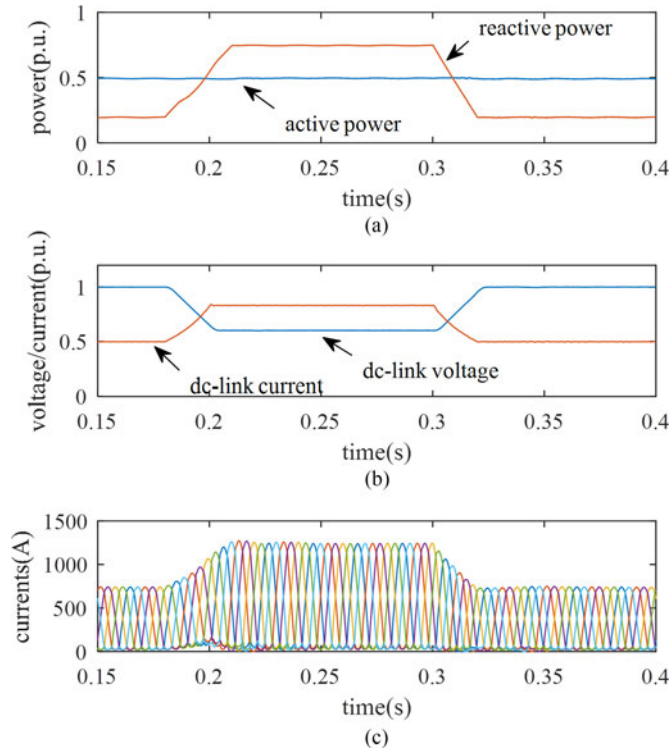 1
0.5
0
power(p.u.)
reactive power
active power
0.15 0.2 0.25 0.3 0.35 0.4
time(s)
(a)
1
0.5
0
voltage/current(p.u.)
dc-link current
dc-link voltage
0.15 0.2 0.25 0.3 0.35 0.4
time(s)
(b)
1500
1000
500
0
currents(A)
0.15 0.2 0.25 0.3 0.35 0.4
time(s)
(c)